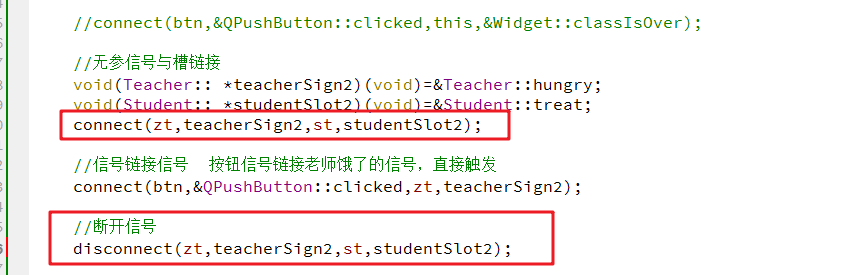 //connect(btn,&QPushButton::clicked,this,&Widget::classIsOver);
//无参信号与槽链接
void(Teacher:: *teacherSign2)(void)=&Teacher::hungry;
void(Student:: *studentSlot2)(void)=&Student::treat;
connect(zt,teacherSign2,st,studentSlot2);
//信号链接信号  按钮信号链接老师饿了的信号，直接触发
connect(btn,&QPushButton::clicked,zt,teacherSign2);
//断开信号
disconnect(zt,teacherSign2,st,studentSlot2);